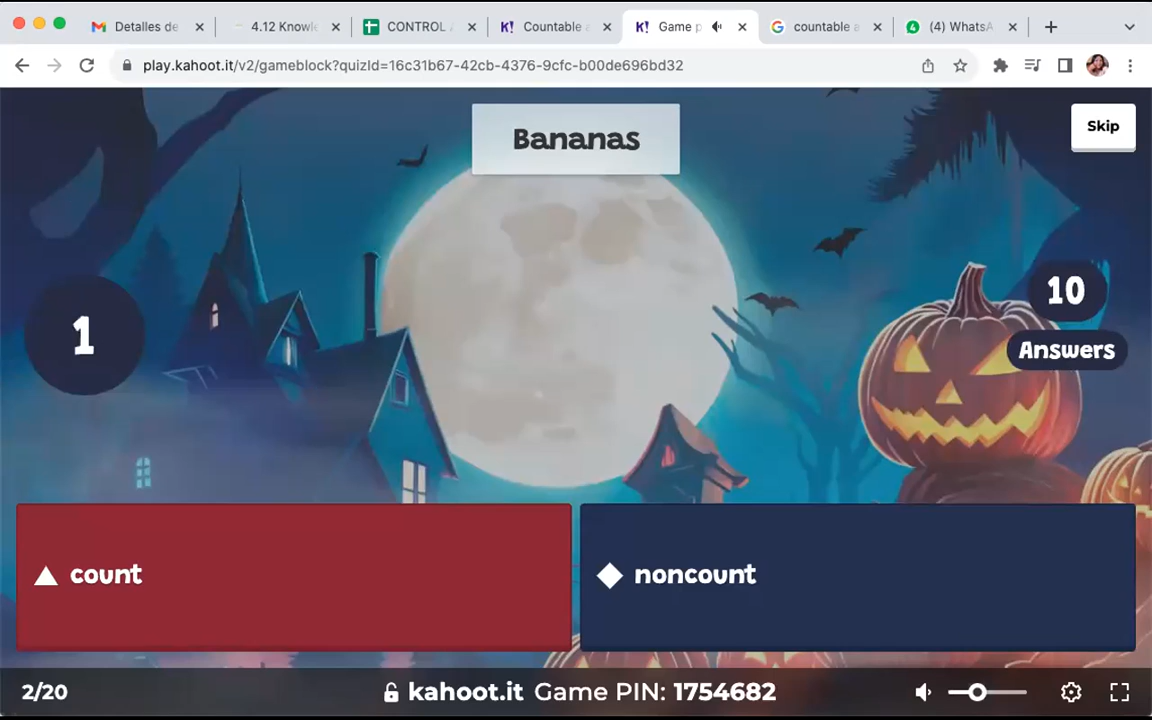 Detalles de
4.12 Knowl
CONTROL A
Countable a
Game p
countable a
(4) WhatsA
play.kahoot.it/v2/gameblock?quizId=16c31b67-42cb-4376-9cfc-b00de696bd32
Bananas
Skip
1
10
Answers
count
noncount
2/20
kahoot.it Game PIN: 1754682